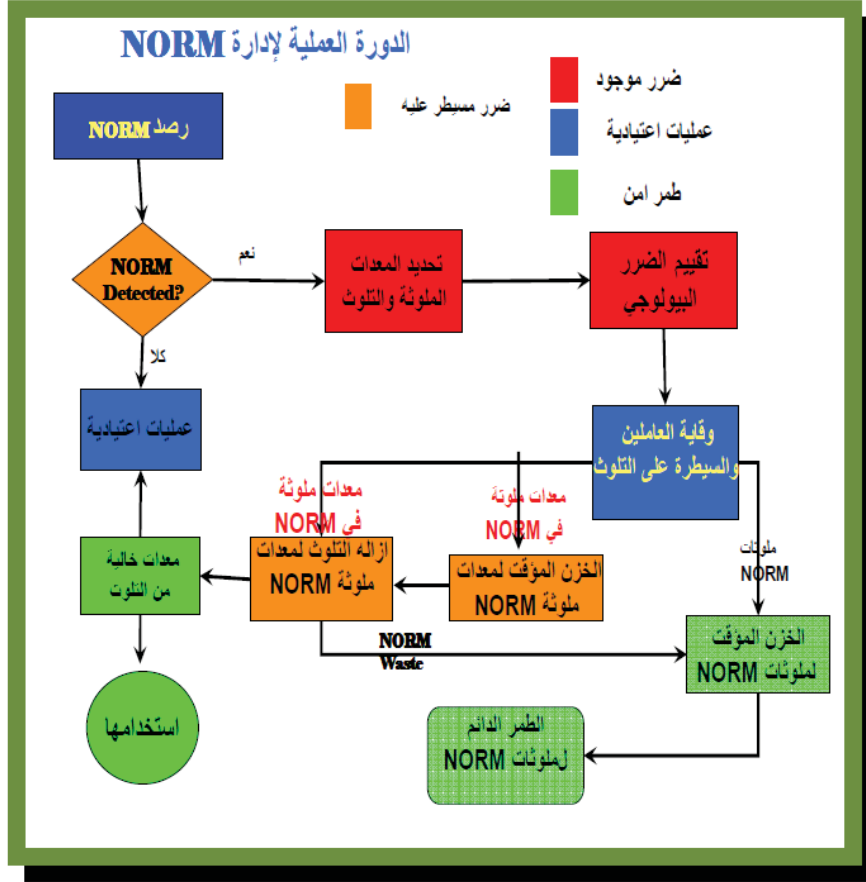 الدورة العملية لإدارة NORM
ضرر موجود
ضرر مسيطر عليه
عمليات اعتيادية
طمر امن
رصد NORM
NORM
Detected?
نعم
تحديد المعدات
الملوثة والتلوث
تقييم الضرر
البيولوجي
كلا
عمليات اعتيادية
وقاية العاملين
والسيطرة على التلوث
معدات ملوثة
في NORM
معدات ملوثة
في NORM
ملوثات
NORM
ازاله التلوث لمعدات
ملوثة NORM
الخزن المؤقت لمعدات
ملوثة NORM
معدات خالية
من التلوث
NORM
Waste
الخزن المؤقت
لملوثات NORM
استخدامها
الطمر الدائم
لملوثات NORM